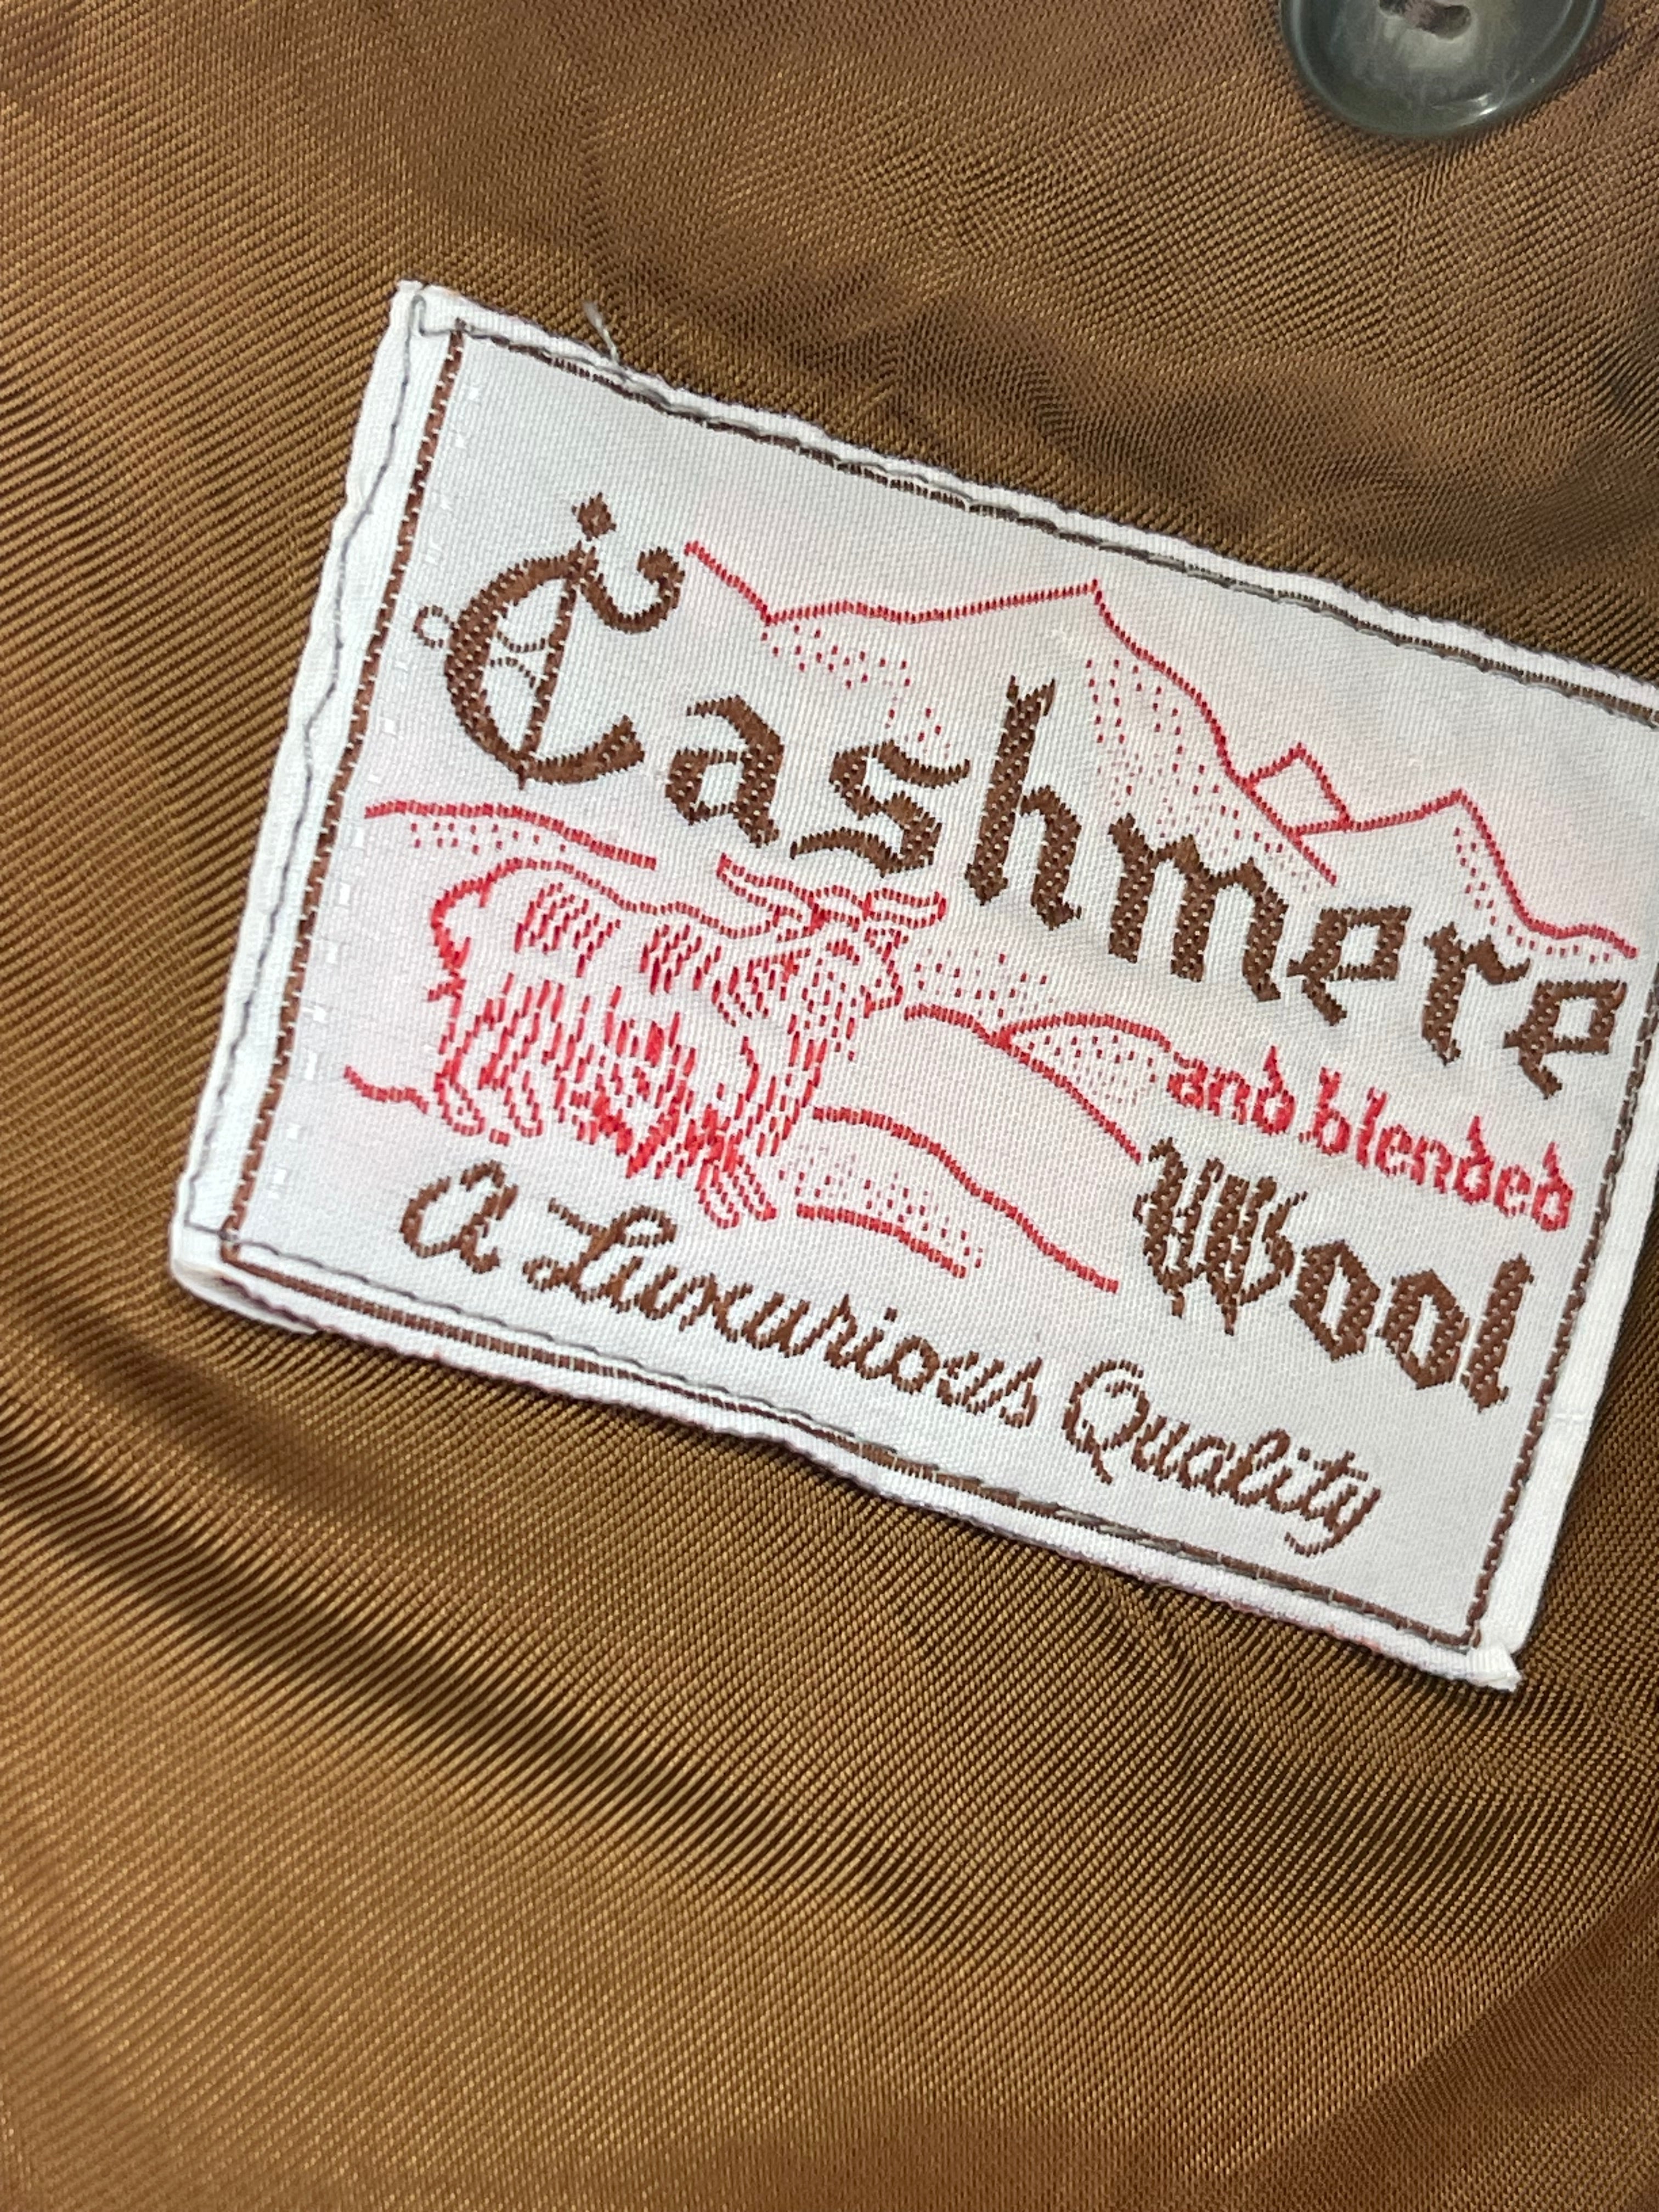 Cashmere
and blended
Wool
A Luxurious Quality